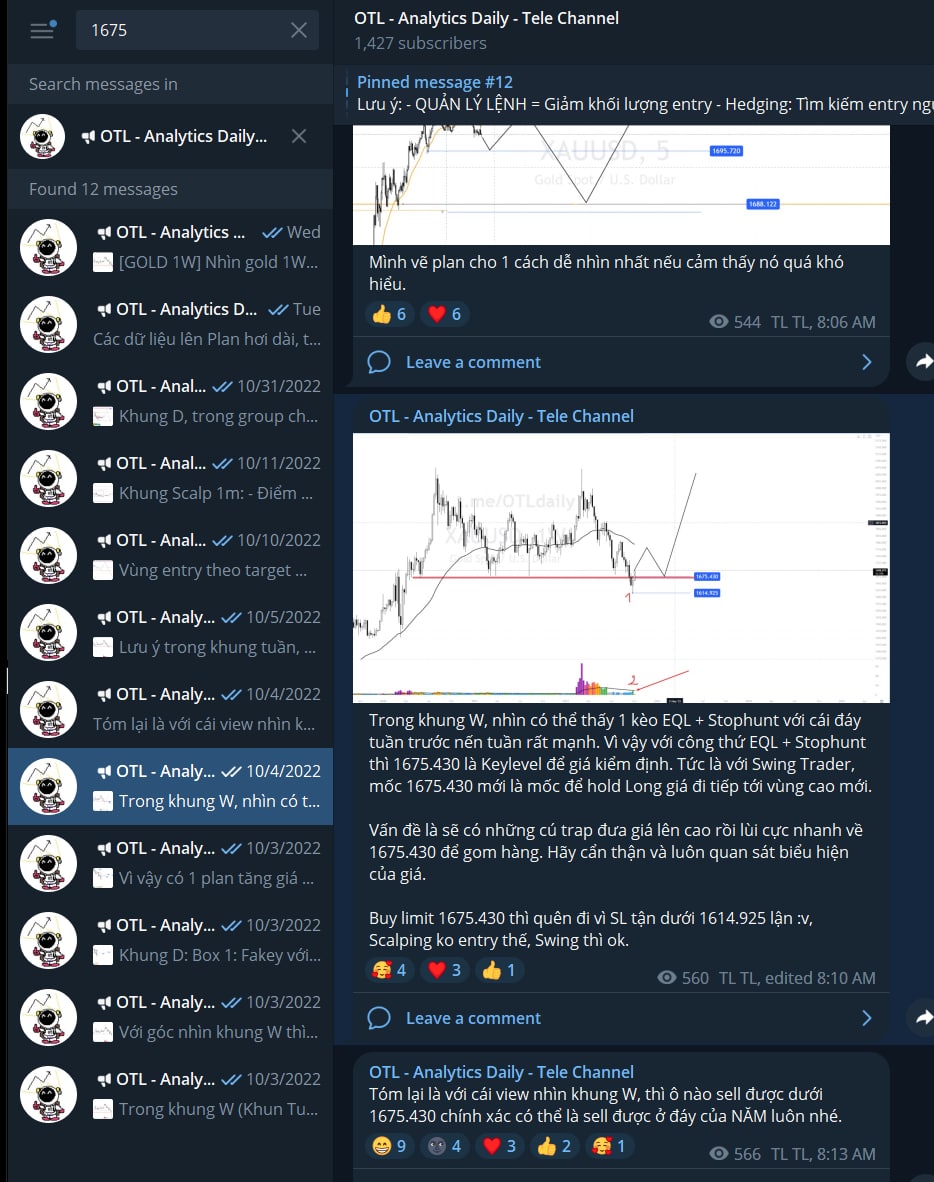 1675
Search messages in
OTL - Analytics Daily...
Found 12 messages
OTL - Analytics ... Wed
[GOLD 1W] Nhìn gold 1W...
OTL - Analytics D... Tue
Các dữ liệu lên Plan hơi dài, t...
OTL - Anal... 10/31/2022
Khung D, trong group ch...
OTL - Anal... 10/11/2022
Khung Scalp 1m: - Điểm ...
OTL - Anal... 10/10/2022
Vùng entry theo target ...
OTL - Analy... 10/5/2022
Lưu ý trong khung tuần, ...
OTL - Analy... 10/4/2022
Tóm lại là với cái view nhìn k...
OTL - Analy... 10/4/2022
Trong khung W, nhìn có t...
OTL - Analy... 10/3/2022
Vì vậy có 1 plan tăng giá ...
OTL - Analy... 10/3/2022
Khung D: Box 1: Fakey với...
OTL - Analy... 10/3/2022
Với góc nhìn khung W thì...
OTL - Analy... 10/3/2022
Trong khung W (Khun Tu...
OTL - Analytics Daily - Tele Channel
1,427 subscribers
Pinned message #12
Lưu ý: - QUẢN LÝ LỆNH = Giảm khối lượng entry - Hedging: Tìm kiếm entry ngư
XAUUSD, 5
Gold Spot / U.S. Dollar
1695.720
1688.122
Mình vẽ plan cho 1 cách dễ nhìn nhất nếu cảm thấy nó quá khó
hiểu.
6 6
544 TL TL, 8:06 AM
Leave a comment
OTL - Analytics Daily - Tele Channel
t.me/OTLdaily
1675.430
1614.925
1
2
Trong khung W, nhìn có thể thấy 1 kèo EQL + Stophunt với cái đáy
tuần trước nến tuần rất mạnh. Vì vậy với công thứ EQL + Stophunt
thì 1675.430 là Keylevel để giá kiểm định. Tức là với Swing Trader,
mốc 1675.430 mới là mốc để hold Long giá đi tiếp tới vùng cao mới.
Vấn đề là sẽ có những cú trap đưa giá lên cao rồi lùi cực nhanh về
1675.430 để gom hàng. Hãy cẩn thận và luôn quan sát biểu hiện
của giá.
Buy limit 1675.430 thì quên đi vì SL tận dưới 1614.925 lận :v,
Scalping ko entry thế, Swing thì ok.
4 3 1
560 TL TL, edited 8:10 AM
Leave a comment
OTL - Analytics Daily - Tele Channel
Tóm lại là với cái view nhìn khung W, thì ô nào sell được dưới
1675.430 chính xác có thể là sell được ở đáy của NĂM luôn nhé.
9 4 3 2 1
566 TL TL, 8:13 AM